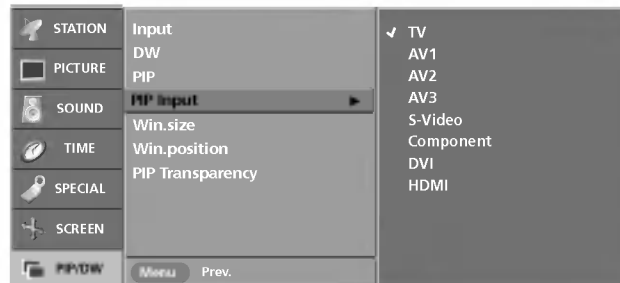 STATION
PICTURE
SOUND
TIME
SPECIAL
SCREEN
PIP/DW
Input
DW
PIP
PIP Input
Win.size
Win.position
PIP Transparency
Menu Prev.
TV
AV1
AV2
AV3
S-Video
Component
DVI
HDMI